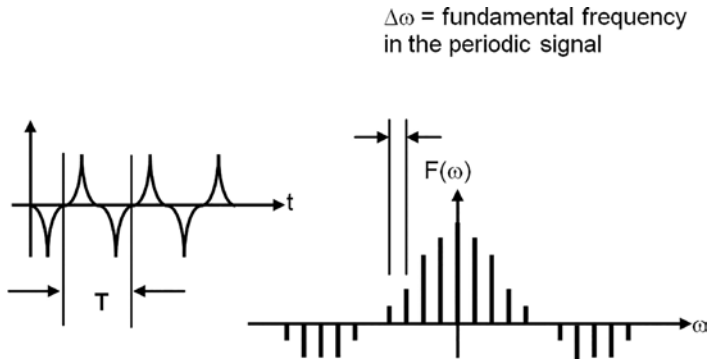 Δω = fundamental frequency
in the periodic signal
F(ω)
t
T
ω